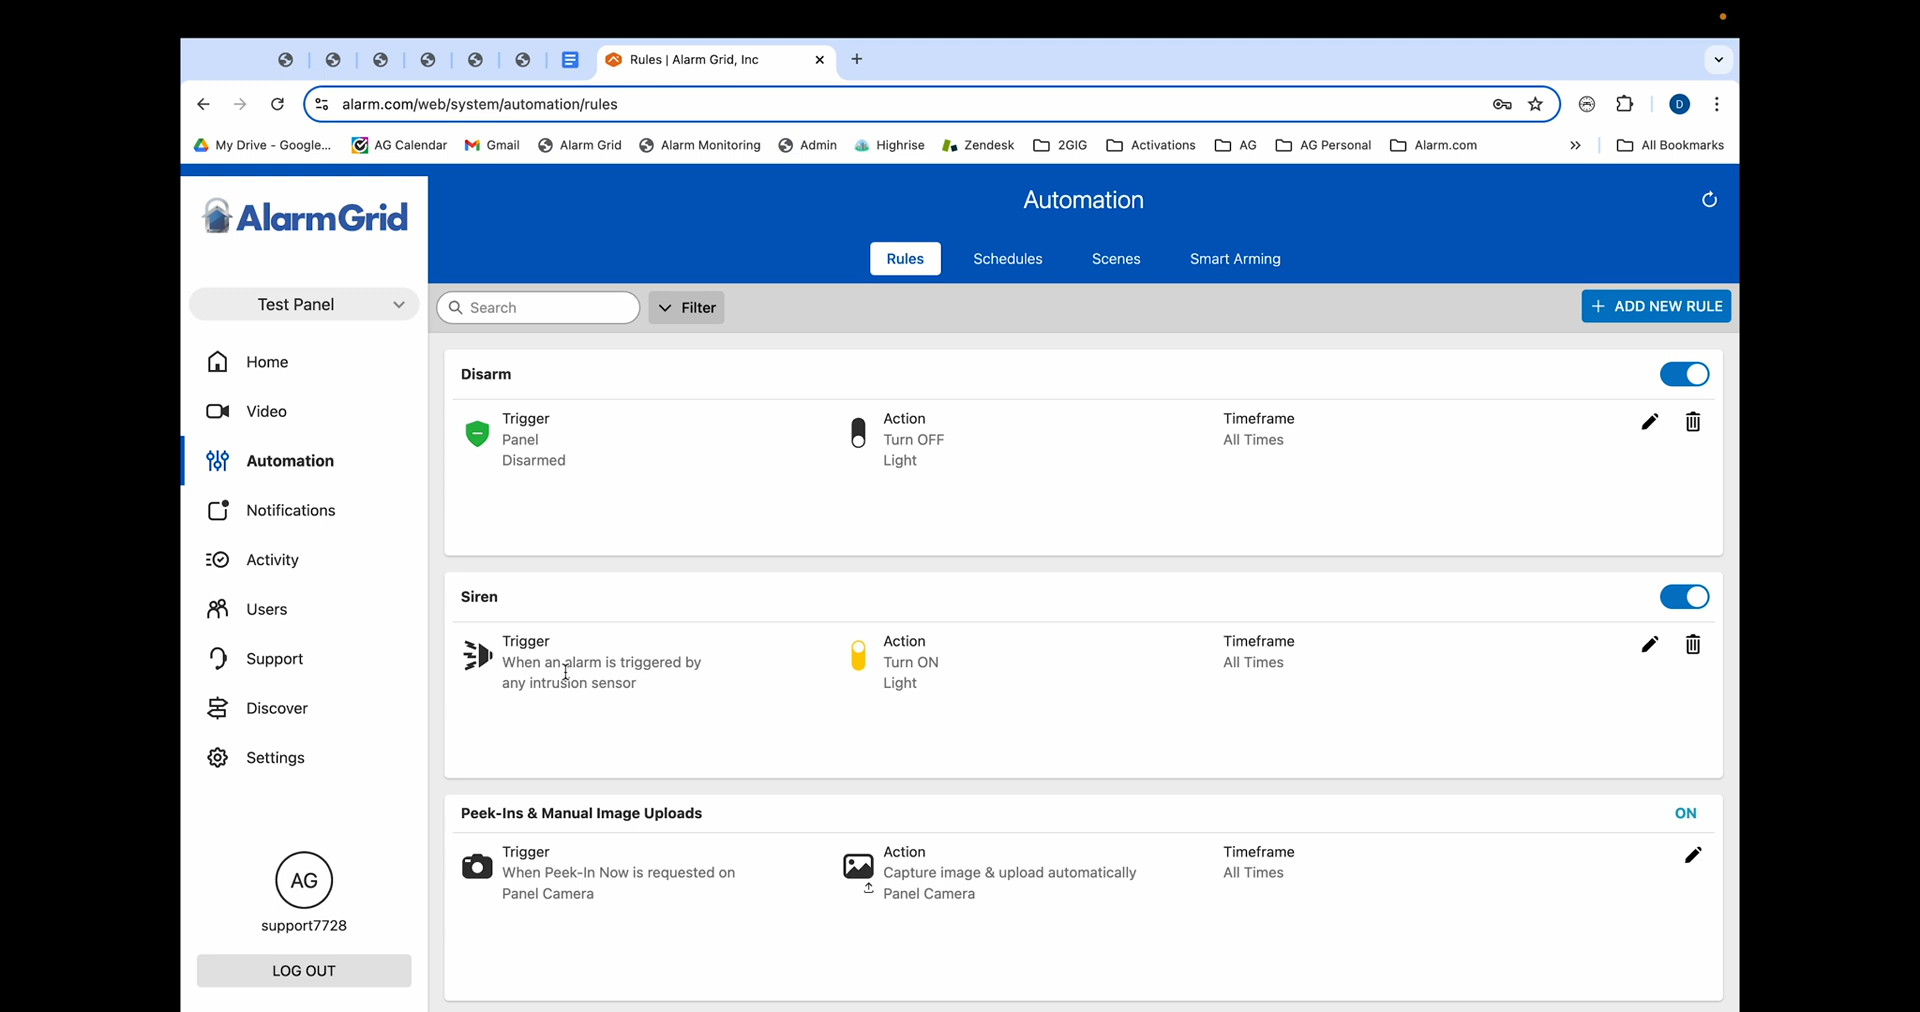 Rules | Alarm Grid, Inc
alarm.com/web/system/automation/rules
D
My Drive - Google...
AG Calendar
Gmail
Alarm Grid
Alarm Monitoring
Admin
Highrise
Zendesk
2GIG
Activations
AG
AG Personal
Alarm.com
All Bookmarks
AlarmGrid
Automation
Rules
Schedules
Scenes
Smart Arming
Test Panel
Search
Filter
+ ADD NEW RULE
Home
Video
Automation
Notifications
Activity
Users
Support
Discover
Settings
AG
support7728
LOG OUT
Disarm
Trigger
Panel
Disarmed
Action
Turn OFF
Light
Timeframe
All Times
Siren
Trigger
When an alarm is triggered by
any intrusion sensor
Action
Turn ON
Light
Timeframe
All Times
Peek-Ins & Manual Image Uploads
ON
Trigger
When Peek-In Now is requested on
Panel Camera
Action
Capture image & upload automatically
Panel Camera
Timeframe
All Times